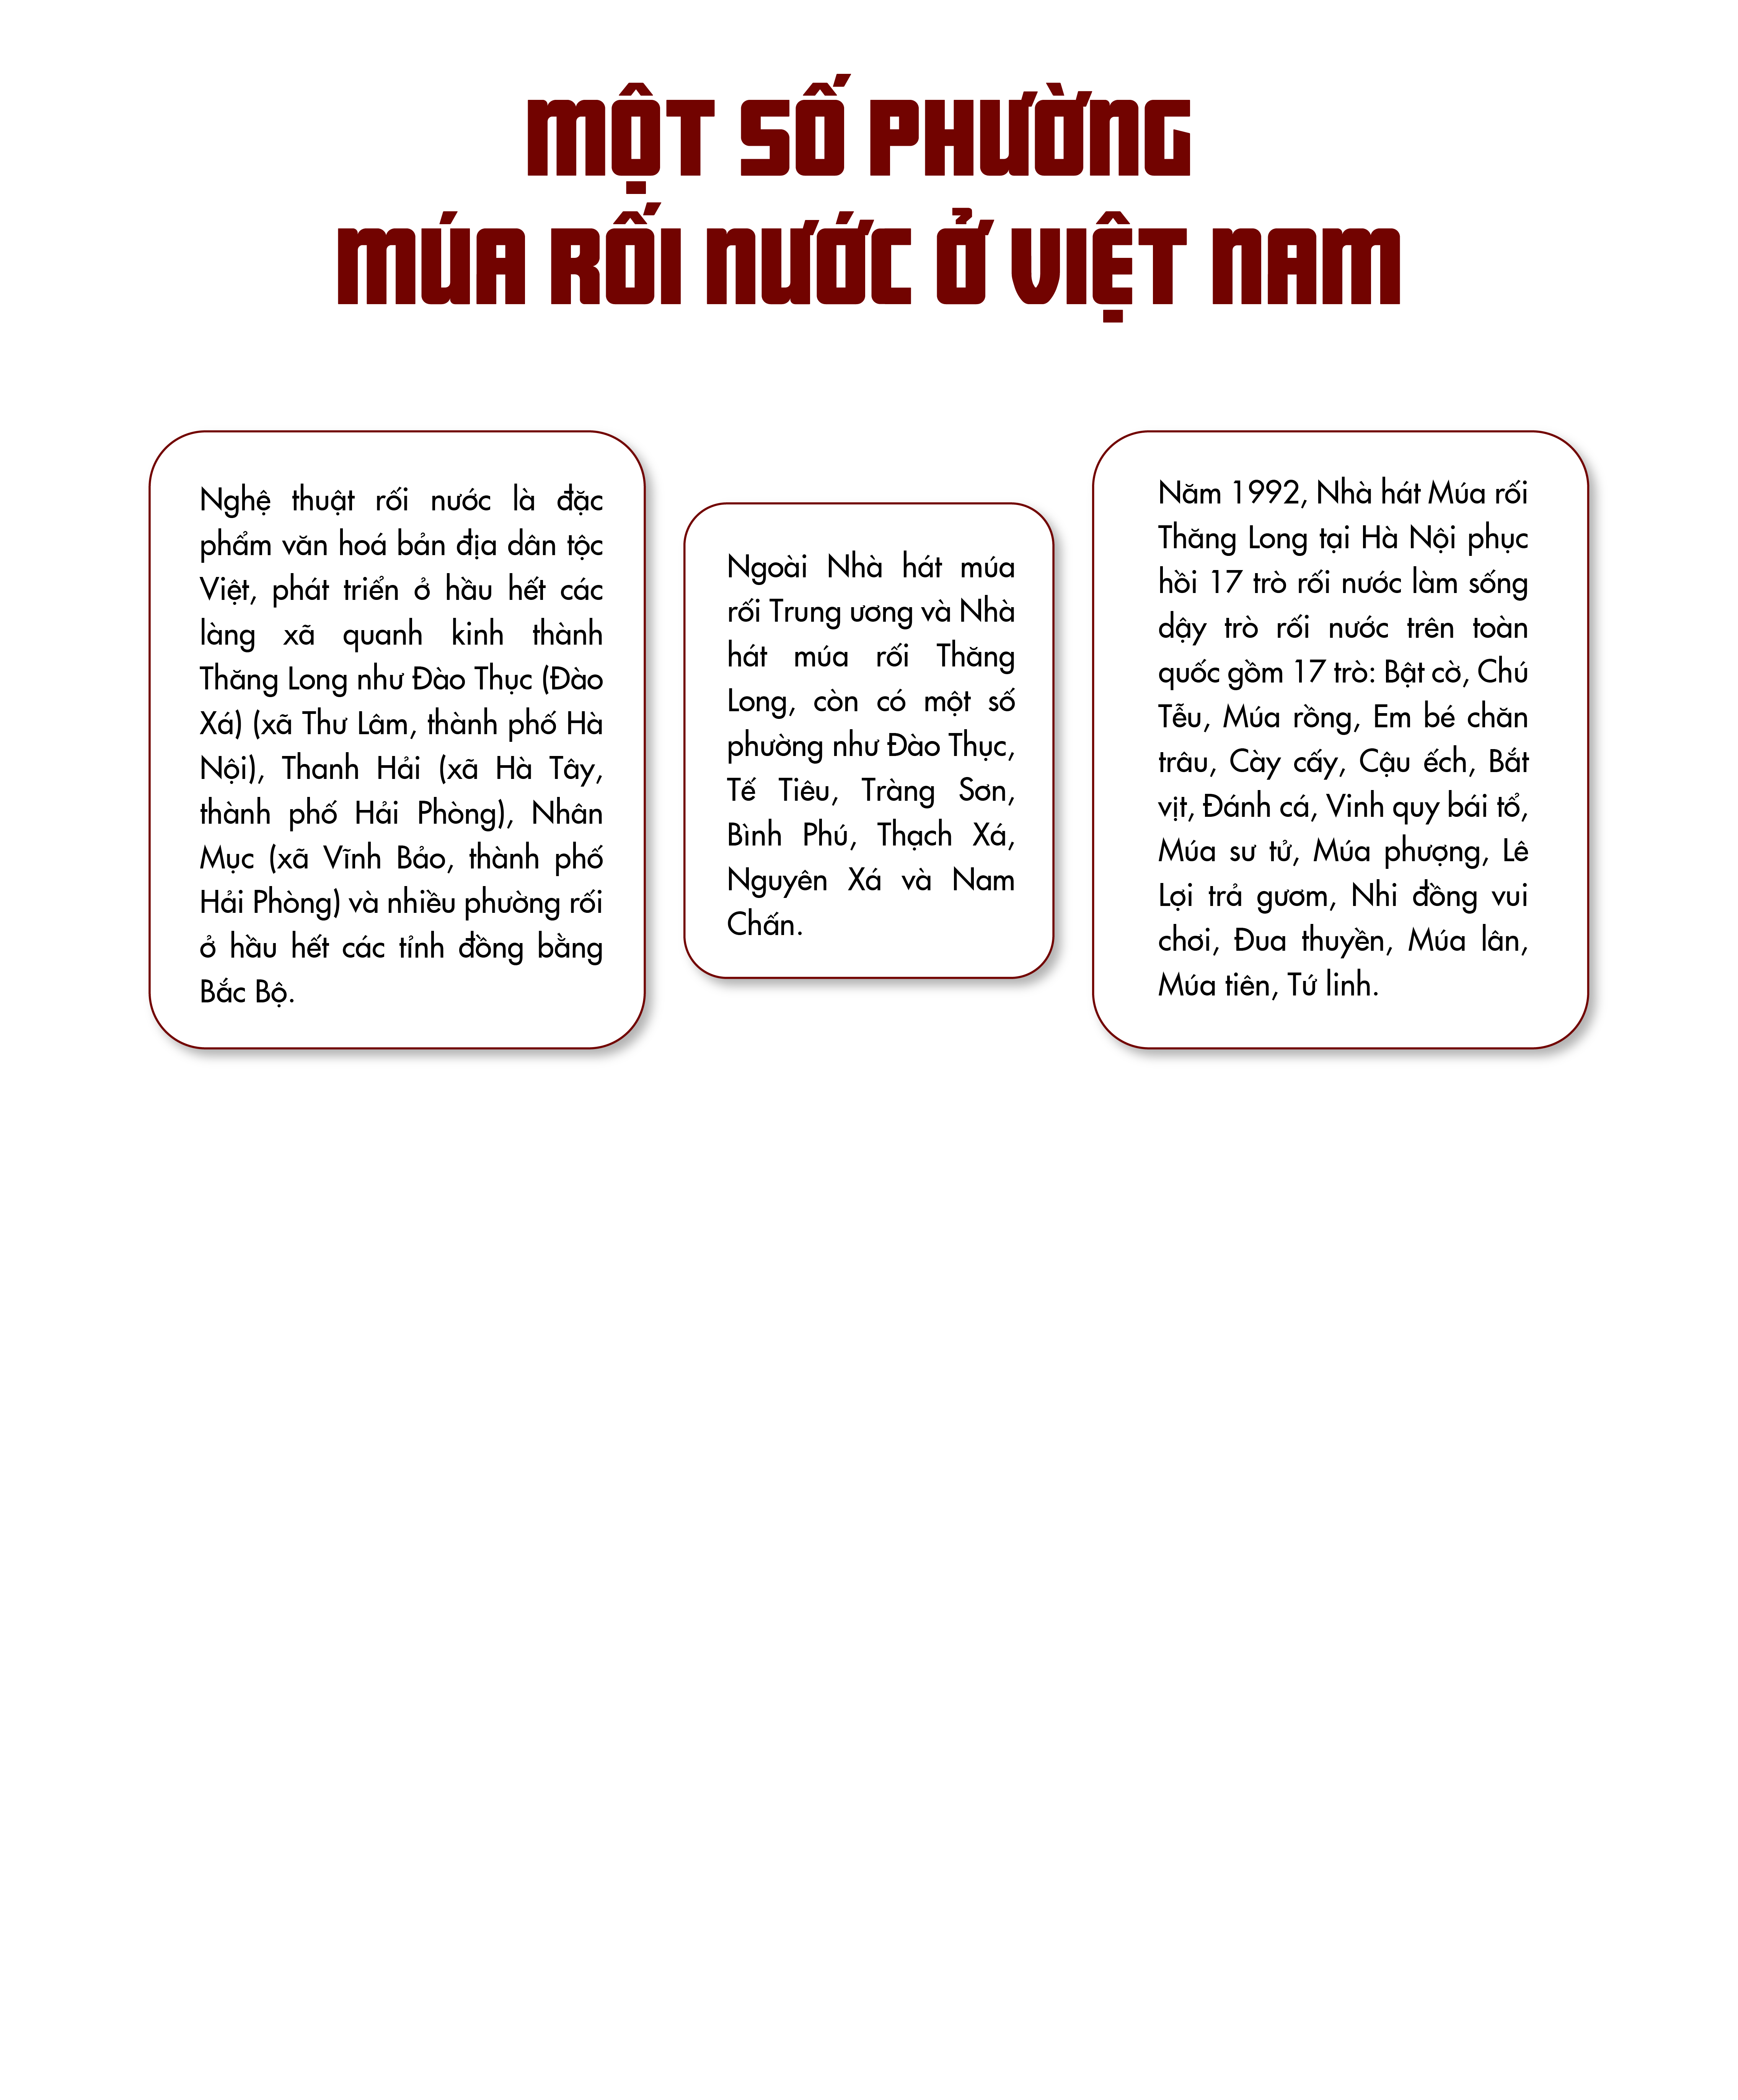 MỘT SỐ PHƯỜNG
MÚA RỐI NƯỚC Ở VIỆT NAM
Nghệ thuật rối nước là đặc
phẩm văn hoá bản địa dân tộc
Việt, phát triển ở hầu hết các
làng xã quanh kinh thành
Thăng Long như Đào Thục (Đào
Xá) (xã Thư Lâm, thành phố Hà
Nội), Thanh Hải (xã Hà Tây,
thành phố Hải Phòng), Nhân
Mục (xã Vĩnh Bảo, thành phố
Hải Phòng) và nhiều phường rối
ở hầu hết các tỉnh đồng bằng
Bắc Bộ.
Ngoài Nhà hát múa
rối Trung ương và Nhà
hát múa rối Thăng
Long, còn có một số
phường như Đào Thục,
Tế Tiêu, Tràng Sơn,
Bình Phú, Thạch Xá,
Nguyên Xá và Nam
Chấn.
Năm 1992, Nhà hát Múa rối
Thăng Long tại Hà Nội phục
hồi 17 trò rối nước làm sống
dậy trò rối nước trên toàn
quốc gồm 17 trò: Bật cờ, Chú
Tễu, Múa rồng, Em bé chăn
trâu, Cày cấy, Cậu ếch, Bắt
vịt, Đánh cá, Vinh quy bái tổ,
Múa sư tử, Múa phượng, Lê
Lợi trả gươm, Nhi đồng vui
chơi, Đua thuyền, Múa lân,
Múa tiên, Tứ linh.